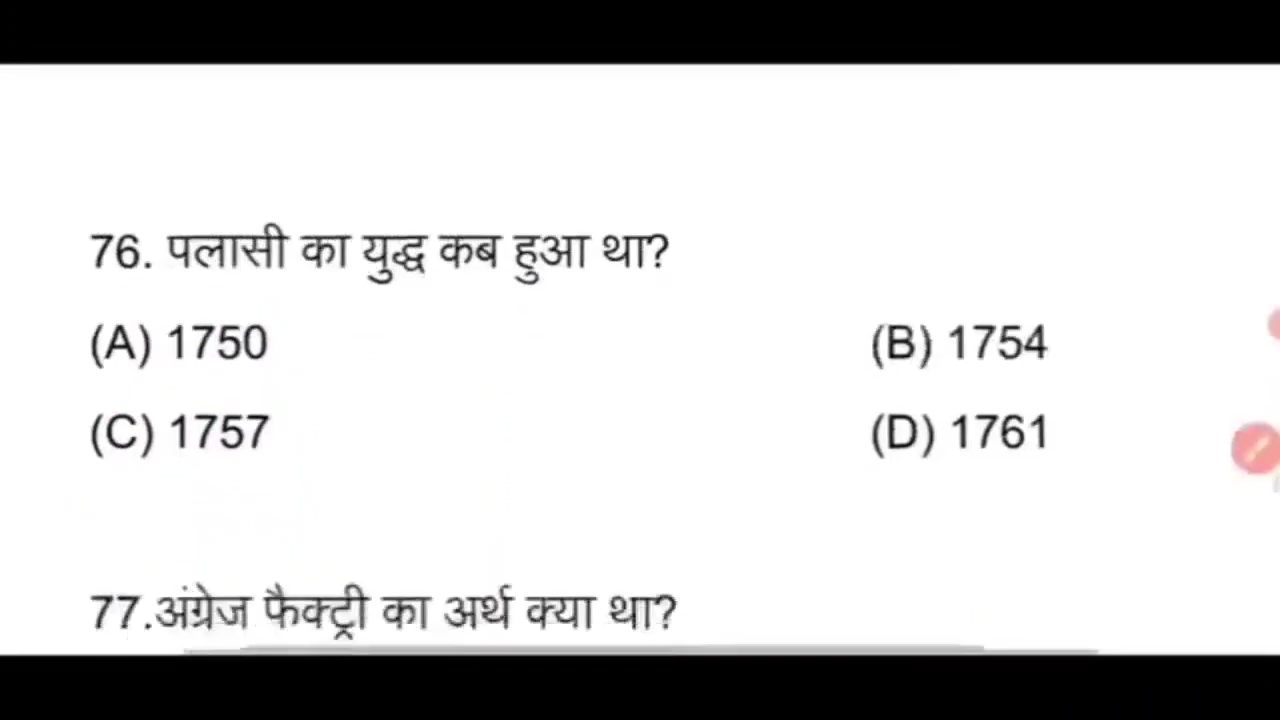 76. पलासी का युद्ध कब हुआ था?
(A) 1750 (B) 1754
(C) 1757 (D) 1761
77.अंग्रेज फैक्ट्री का अर्थ क्या था?